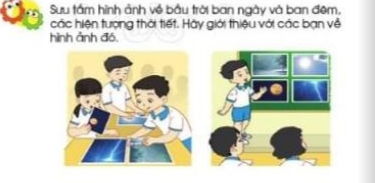 Sưu tầm hình ảnh về bầu trời ban ngày và ban đêm,
các hiện tượng thời tiết. Hãy giới thiệu với các bạn về
hình ảnh đó.